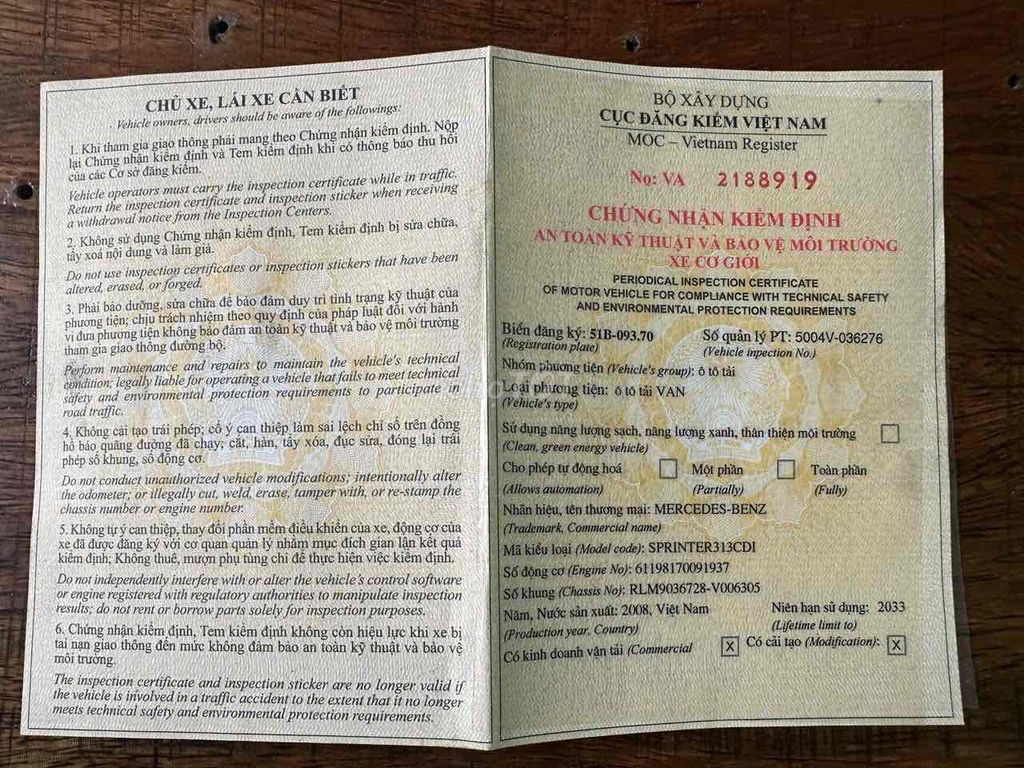 CHỦ XE, LÁI XE CẦN BIẾT
Vehicle owners, drivers should be aware of the followings:
1. Khi tham gia giao thông phải mang theo Chứng nhận kiểm định. Nộp
lại Chứng nhận kiểm định và Tem kiểm định khi có thông báo thu hồi
của các Cơ sở đăng kiểm.
Vehicle operators must carry the inspection certificate while in traffic.
Return the inspection certificate and inspection sticker when receiving
a withdrawal notice from the Inspection Centers.
2. Không sử dụng Chứng nhận kiểm định, Tem kiểm định bị sửa chữa,
tẩy xoá nội dung và làm giả.
Do not use inspection certificates or inspection stickers that have been
altered, erased, or forged.
3. Phải bảo dưỡng, sửa chữa để bảo đảm duy trì tình trạng kỹ thuật của
phương tiện; chịu trách nhiệm theo quy định của pháp luật đối với hành
vi đưa phương tiện không bảo đảm an toàn kỹ thuật và bảo vệ môi trường
tham gia giao thông đường bộ.
Perform maintenance and repairs to maintain the vehicle's technical
condition; legally liable for operating a vehicle that fails to meet technical
safety and environmental protection requirements to participate in
road traffic.
4. Không cải tạo trái phép; cố ý can thiệp làm sai lệch chỉ số trên đồng
hồ báo quãng đường đã chạy; cắt, hàn, tẩy xóa, đục sửa, đóng lại trái
phép số khung, số động cơ.
Do not conduct unauthorized vehicle modifications; intentionally alter
the odometer; or illegally cut, weld, erase, tamper with, or re-stamp the
chassis number or engine number.
5. Không tự ý can thiệp, thay đổi phần mềm điều khiển của xe, động cơ của
xe đã được đăng ký với cơ quan quản lý nhằm mục đích gian lận kết quả
kiểm định; Không thuê, mượn phụ tùng chỉ để thực hiện việc kiểm định.
Do not independently interfere with or alter the vehicle's control software
or engine registered with regulatory authorities to manipulate inspection
results; do not rent or borrow parts solely for inspection purposes.
6. Chứng nhận kiểm định, Tem kiểm định không còn hiệu lực khi xe bị
tai nạn giao thông đến mức không đảm bảo an toàn kỹ thuật và bảo vệ
môi trường.
The inspection certificate and inspection sticker are no longer valid if
the vehicle is involved in a traffic accident to the extent that it no longer
meets technical safety and environmental protection requirements.
BỘ XÂY DỰNG
CỤC ĐĂNG KIỂM VIỆT NAM
MOC – Vietnam Register
No: VA 2188919
CHỨNG NHẬN KIỂM ĐỊNH
AN TOÀN KỸ THUẬT VÀ BẢO VỆ MÔI TRƯỜNG
XE CƠ GIỚI
PERIODICAL INSPECTION CERTIFICATE
OF MOTOR VEHICLE FOR COMPLIANCE WITH TECHNICAL SAFETY
AND ENVIRONMENTAL PROTECTION REQUIREMENTS
Biển đăng ký: 51B-093.70 Số quản lý PT: 5004V-036276
(Registration plate) (Vehicle inpection No.)
Nhóm phương tiện (Vehicle's group): ô tô tải
Loại phương tiện: ô tô tải VAN
(Vehicle's type)
Sử dụng năng lượng sạch, năng lượng xanh, thân thiện môi trường
(Clean, green energy vehicle)
Cho phép tự động hoá Một phần Toàn phần
(Allows automation) (Partially) (Fully)
Nhãn hiệu, tên thương mại: MERCEDES-BENZ
(Trademark, Commercial name)
Mã kiểu loại (Model code): SPRINTER313CDI
Số động cơ (Engine No): 61198170091937
Số khung (Chassis No): RLM9036728-V006305
Năm, Nước sản xuất: 2008, Việt Nam Niên hạn sử dụng: 2033
(Production year, Country) (Lifetime limit to)
Có kinh doanh vận tải (Commercial X Có cải tạo (Modification): X